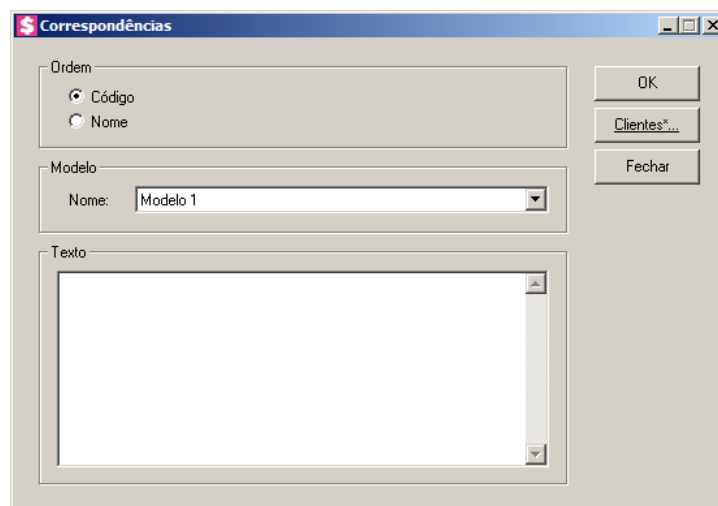 Correspondências
Ordem
Código
Nome
OK
Clientes*...
Fechar
Modelo
Nome: Modelo 1
Texto